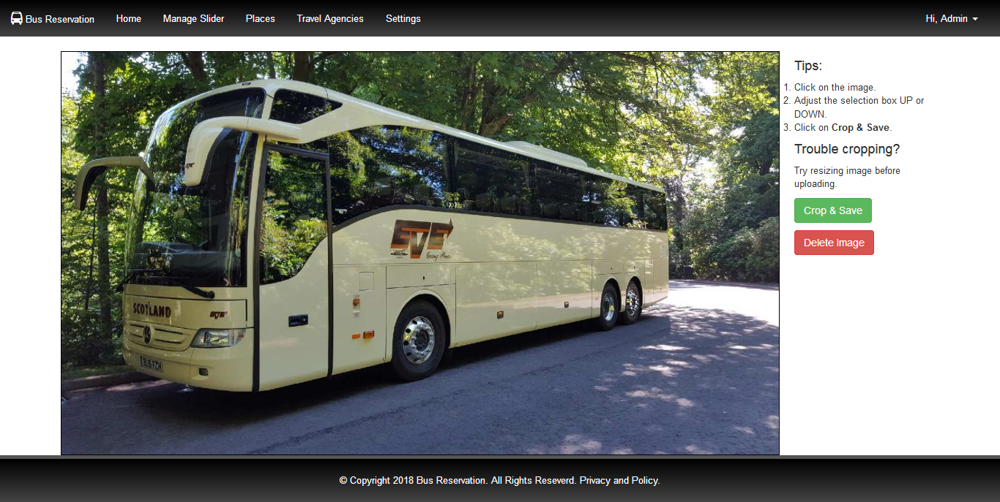 Bus Reservation Home Manage Slider Places Travel Agencies Settings Hi, Admin
Tips:
1. Click on the image.
2. Adjust the selection box UP or
DOWN.
3. Click on Crop & Save.
Trouble cropping?
Try resizing image before
uploading.
Crop & Save
Delete Image
EVE
SCOTLAND
EVE
© Copyright 2018 Bus Reservation. All Rights Reseverd. Privacy and Policy.